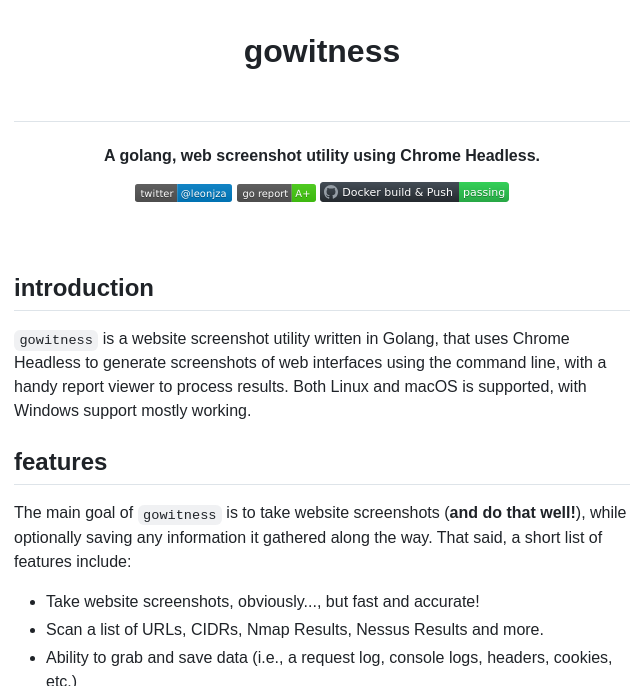 gowitness
A golang, web screenshot utility using Chrome Headless.
twitter @leonjza go report A+ Docker build & Push passing
introduction
gowitness is a website screenshot utility written in Golang, that uses Chrome
Headless to generate screenshots of web interfaces using the command line, with a
handy report viewer to process results. Both Linux and macOS is supported, with
Windows support mostly working.
features
The main goal of gowitness is to take website screenshots (and do that well!), while
optionally saving any information it gathered along the way. That said, a short list of
features include:
• Take website screenshots, obviously..., but fast and accurate!
• Scan a list of URLs, CIDRs, Nmap Results, Nessus Results and more.
• Ability to grab and save data (i.e., a request log, console logs, headers, cookies,
etc.)